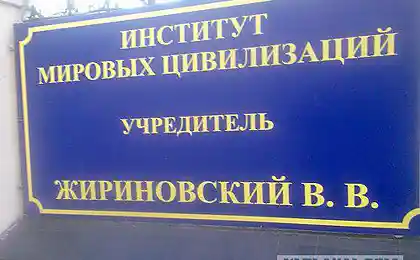 ИНСТИТУТ
МИРОВЫХ ЦИВИЛИЗАЦИЙ
УЧРЕДИТЕЛЬ
ЖИРИНОВСКИЙ В. В.